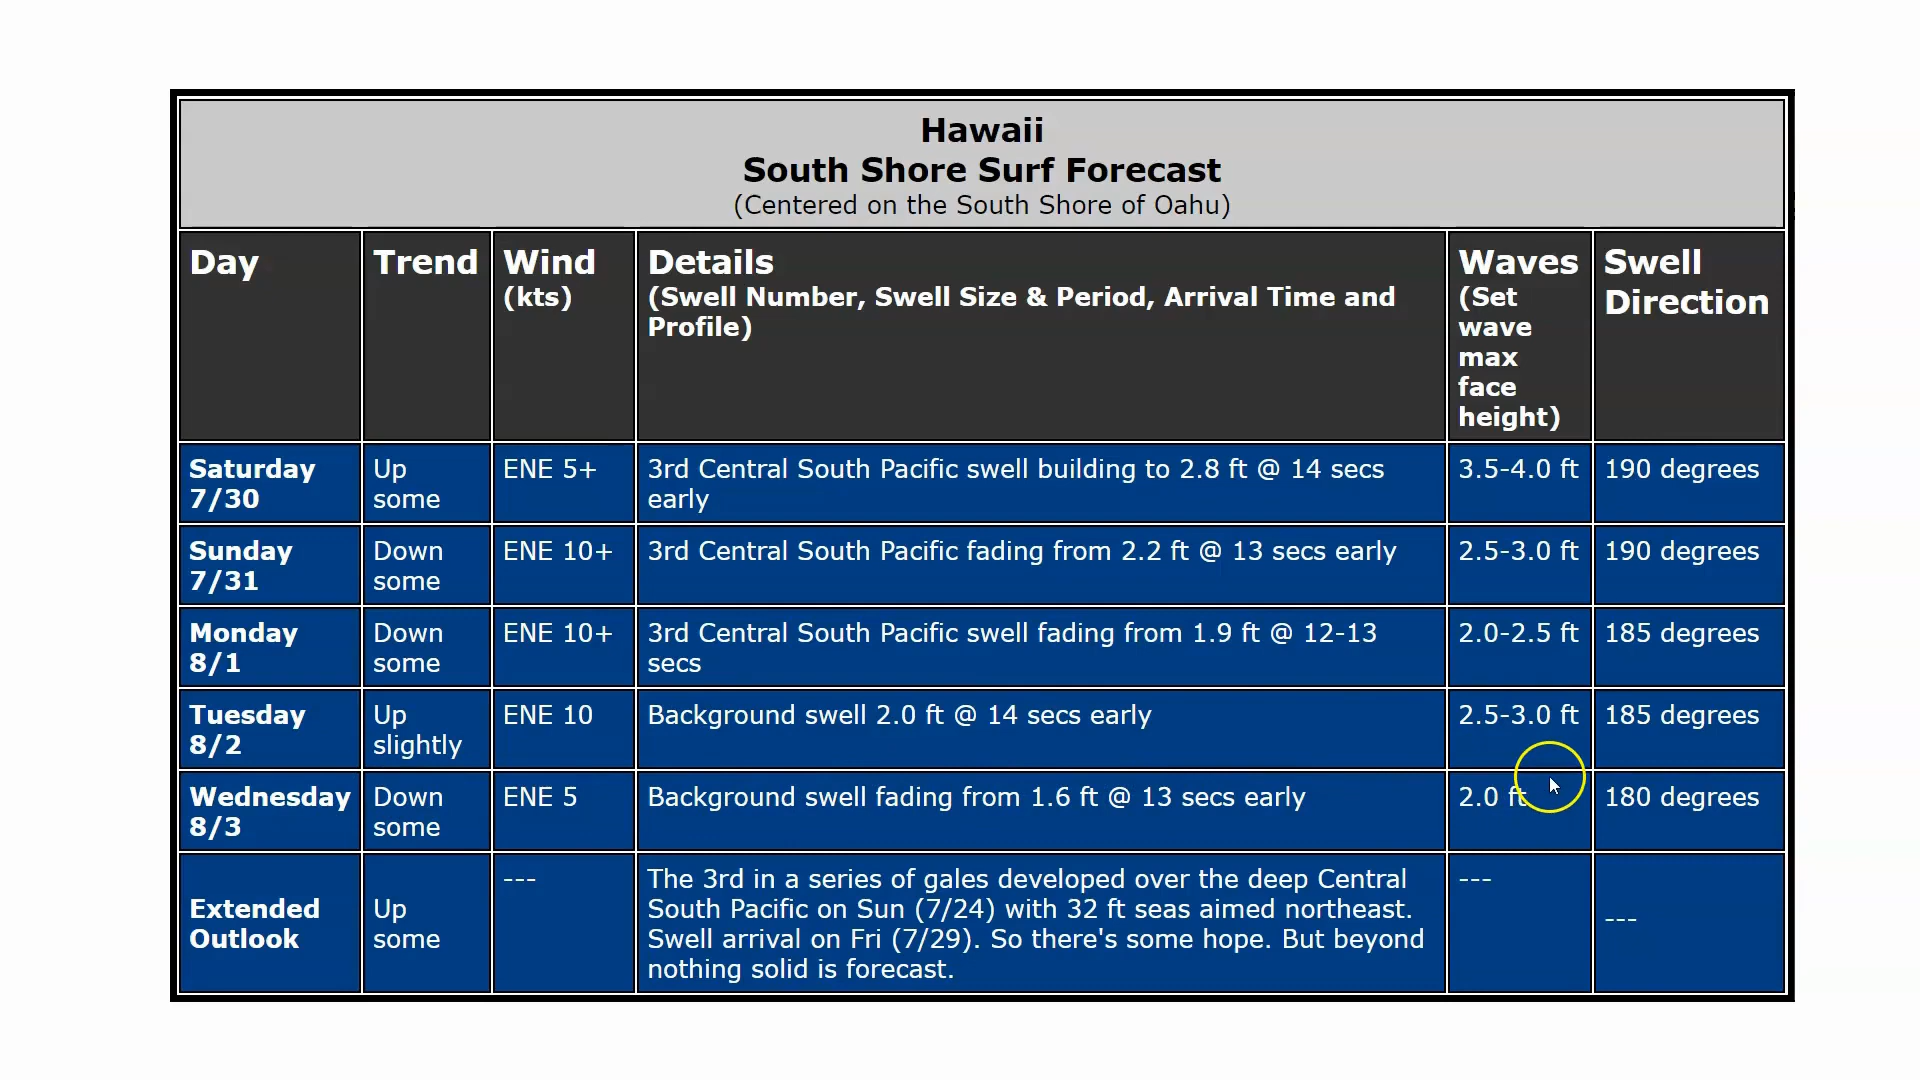 Hawaii
South Shore Surf Forecast
(Centered on the South Shore of Oahu)
Day
Trend
Wind
(kts)
Details
(Swell Number, Swell Size & Period, Arrival Time and
Profile)
Waves
(Set
wave
max
face
height)
Swell
Direction
Saturday
7/30
Up
some
ENE 5+
3rd Central South Pacific swell building to 2.8 ft @ 14 secs
early
3.5-4.0 ft
190 degrees
Sunday
7/31
Down
some
ENE 10+
3rd Central South Pacific fading from 2.2 ft @ 13 secs early
2.5-3.0 ft
190 degrees
Monday
8/1
Down
some
ENE 10+
3rd Central South Pacific swell fading from 1.9 ft @ 12-13
secs
2.0-2.5 ft
185 degrees
Tuesday
8/2
Up
slightly
ENE 10
Background swell 2.0 ft @ 14 secs early
2.5-3.0 ft
185 degrees
Wednesday
8/3
Down
some
ENE 5
Background swell fading from 1.6 ft @ 13 secs early
2.0 ft
180 degrees
Extended
Outlook
Up
some
---
The 3rd in a series of gales developed over the deep Central
South Pacific on Sun (7/24) with 32 ft seas aimed northeast.
Swell arrival on Fri (7/29). So there's some hope. But beyond
nothing solid is forecast.
---
---